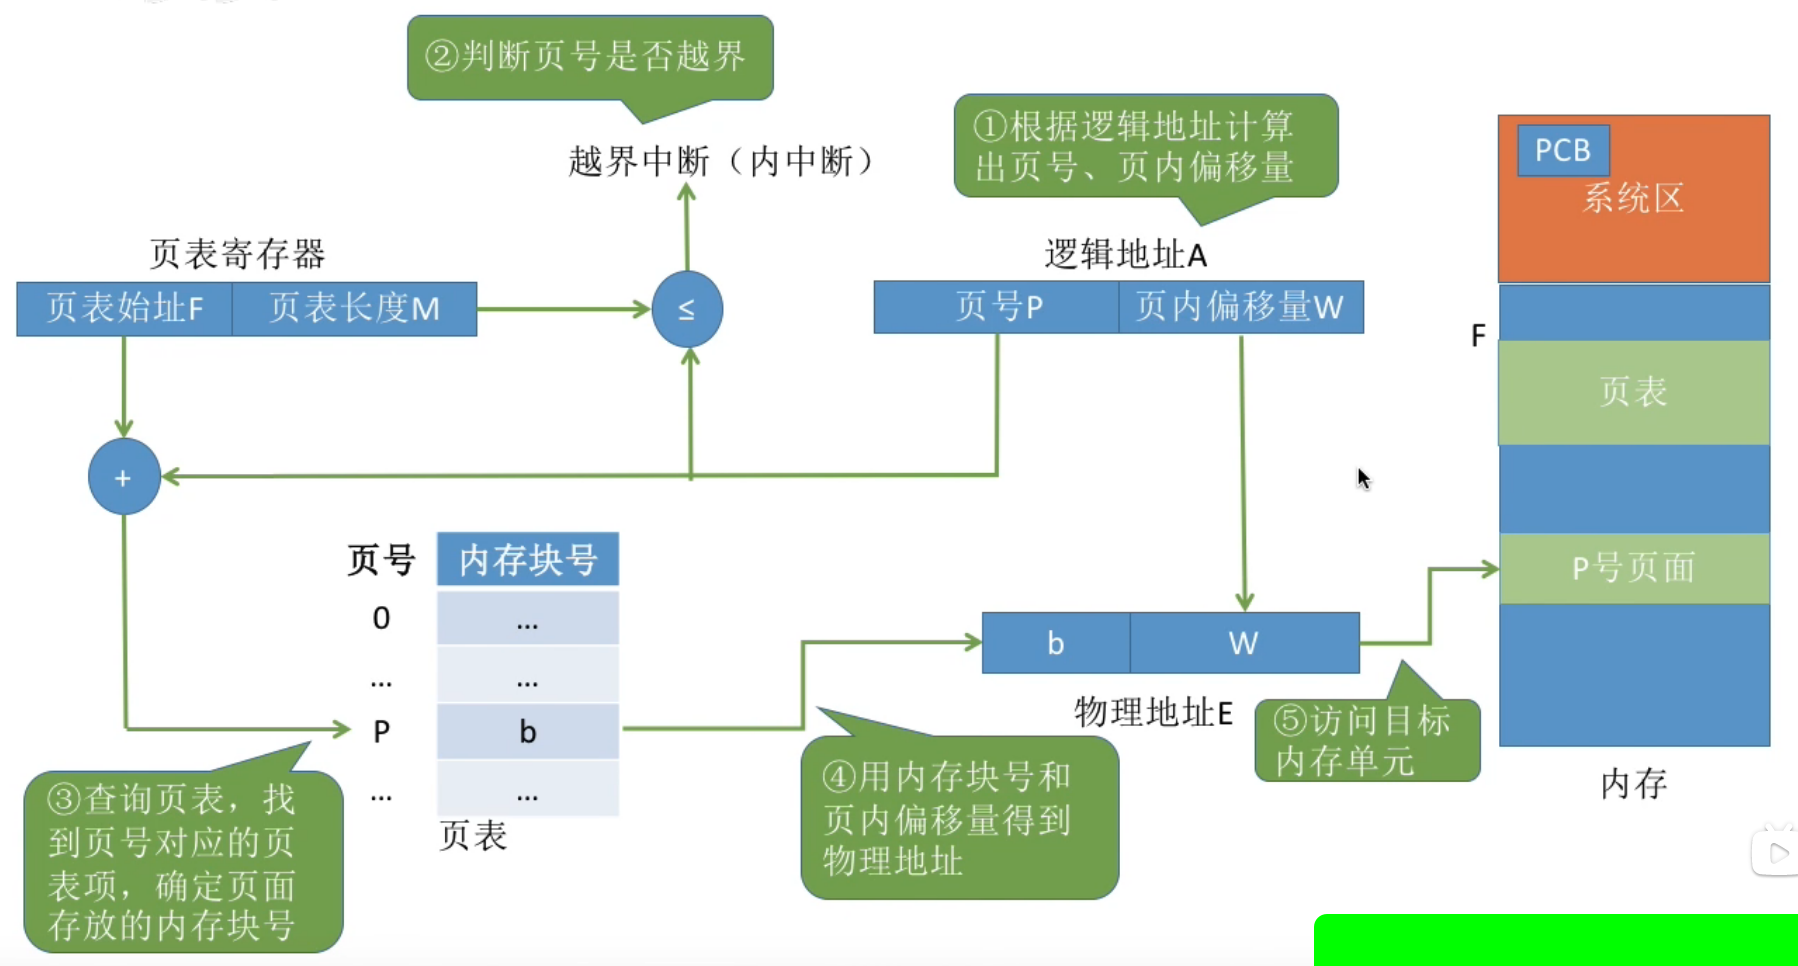 ②判断页号是否越界
①根据逻辑地址计算
出页号、页内偏移量
越界中断（内中断）
PCB
系统区
页表寄存器
逻辑地址A
页表始址F
页表长度M
≤
页号P
页内偏移量W
F
页表
+
页号
内存块号
0
...
...
...
P
b
...
...
页表
b
W
物理地址E
P号页面
③查询页表，找
到页号对应的页
表项，确定页面
存放的内存块号
④用内存块号和
页内偏移量得到
物理地址
⑤访问目标
内存单元
内存